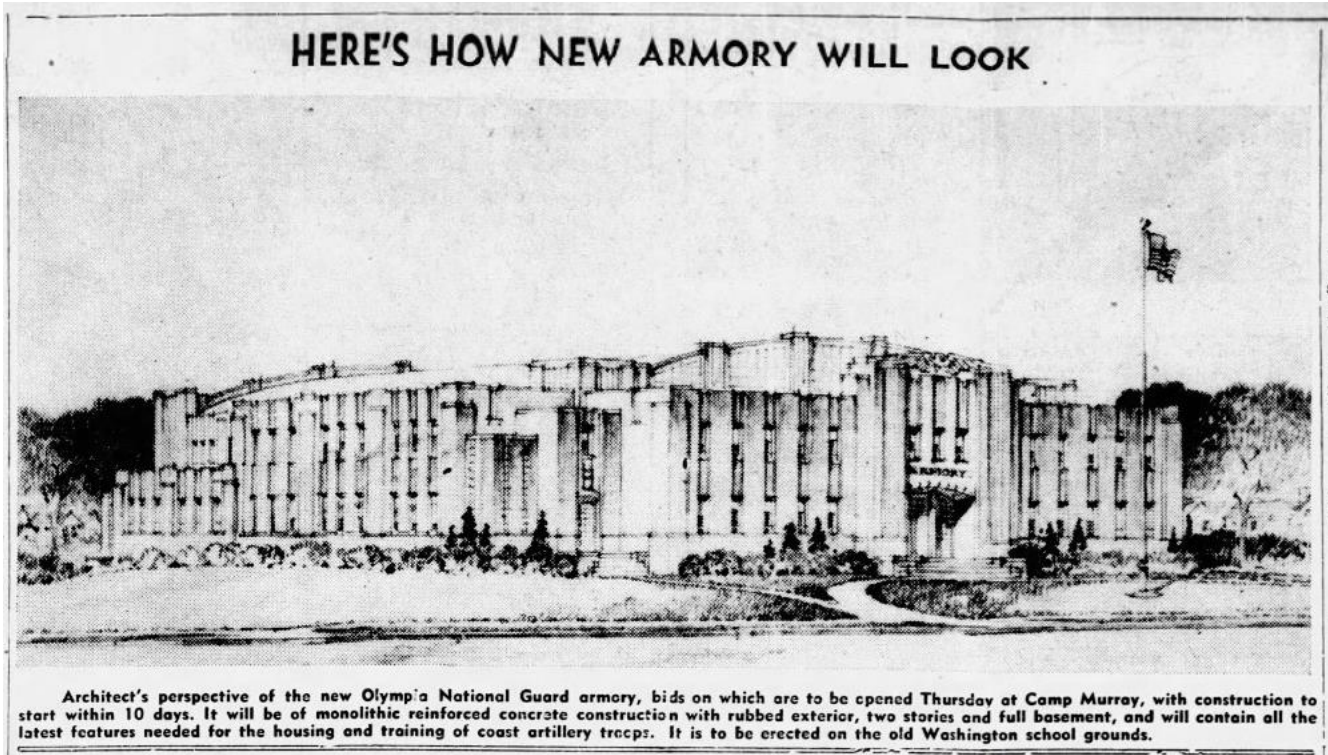 HERE'S HOW NEW ARMORY WILL LOOK
ARMORY
Architect's perspective of the new Olympia National Guard armory, bids on which are to be opened Thursday at Camp Murray, with construction to
start within 10 days. It will be of monolithic reinforced concrete construction with rubbed exterior, two stories and full basement, and will contain all the
latest features needed for the housing and training of coast artillery troops. It is to be erected on the old Washington school grounds.